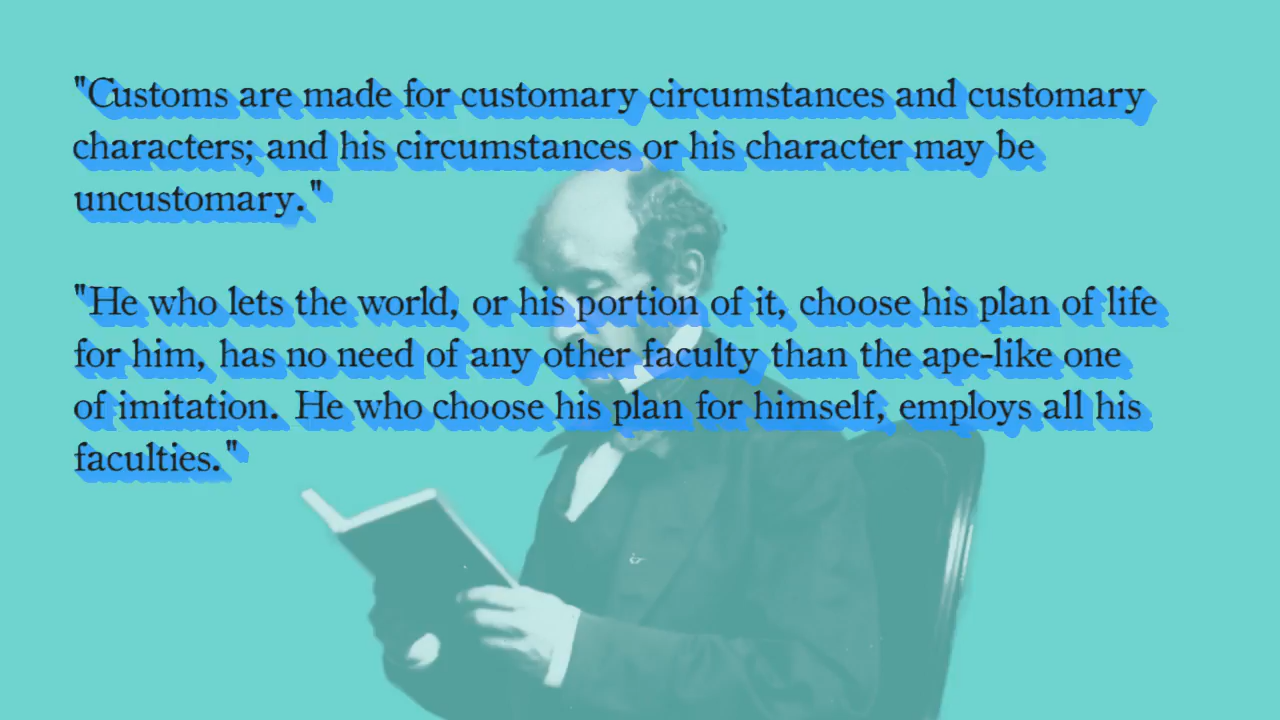 "Customs are made for customary circumstances and customary
characters; and his circumstances or his character may be
uncustomary."
"He who lets the world, or his portion of it, choose his plan of life
for him, has no need of any other faculty than the ape-like one
of imitation. He who choose his plan for himself, employs all his
faculties."